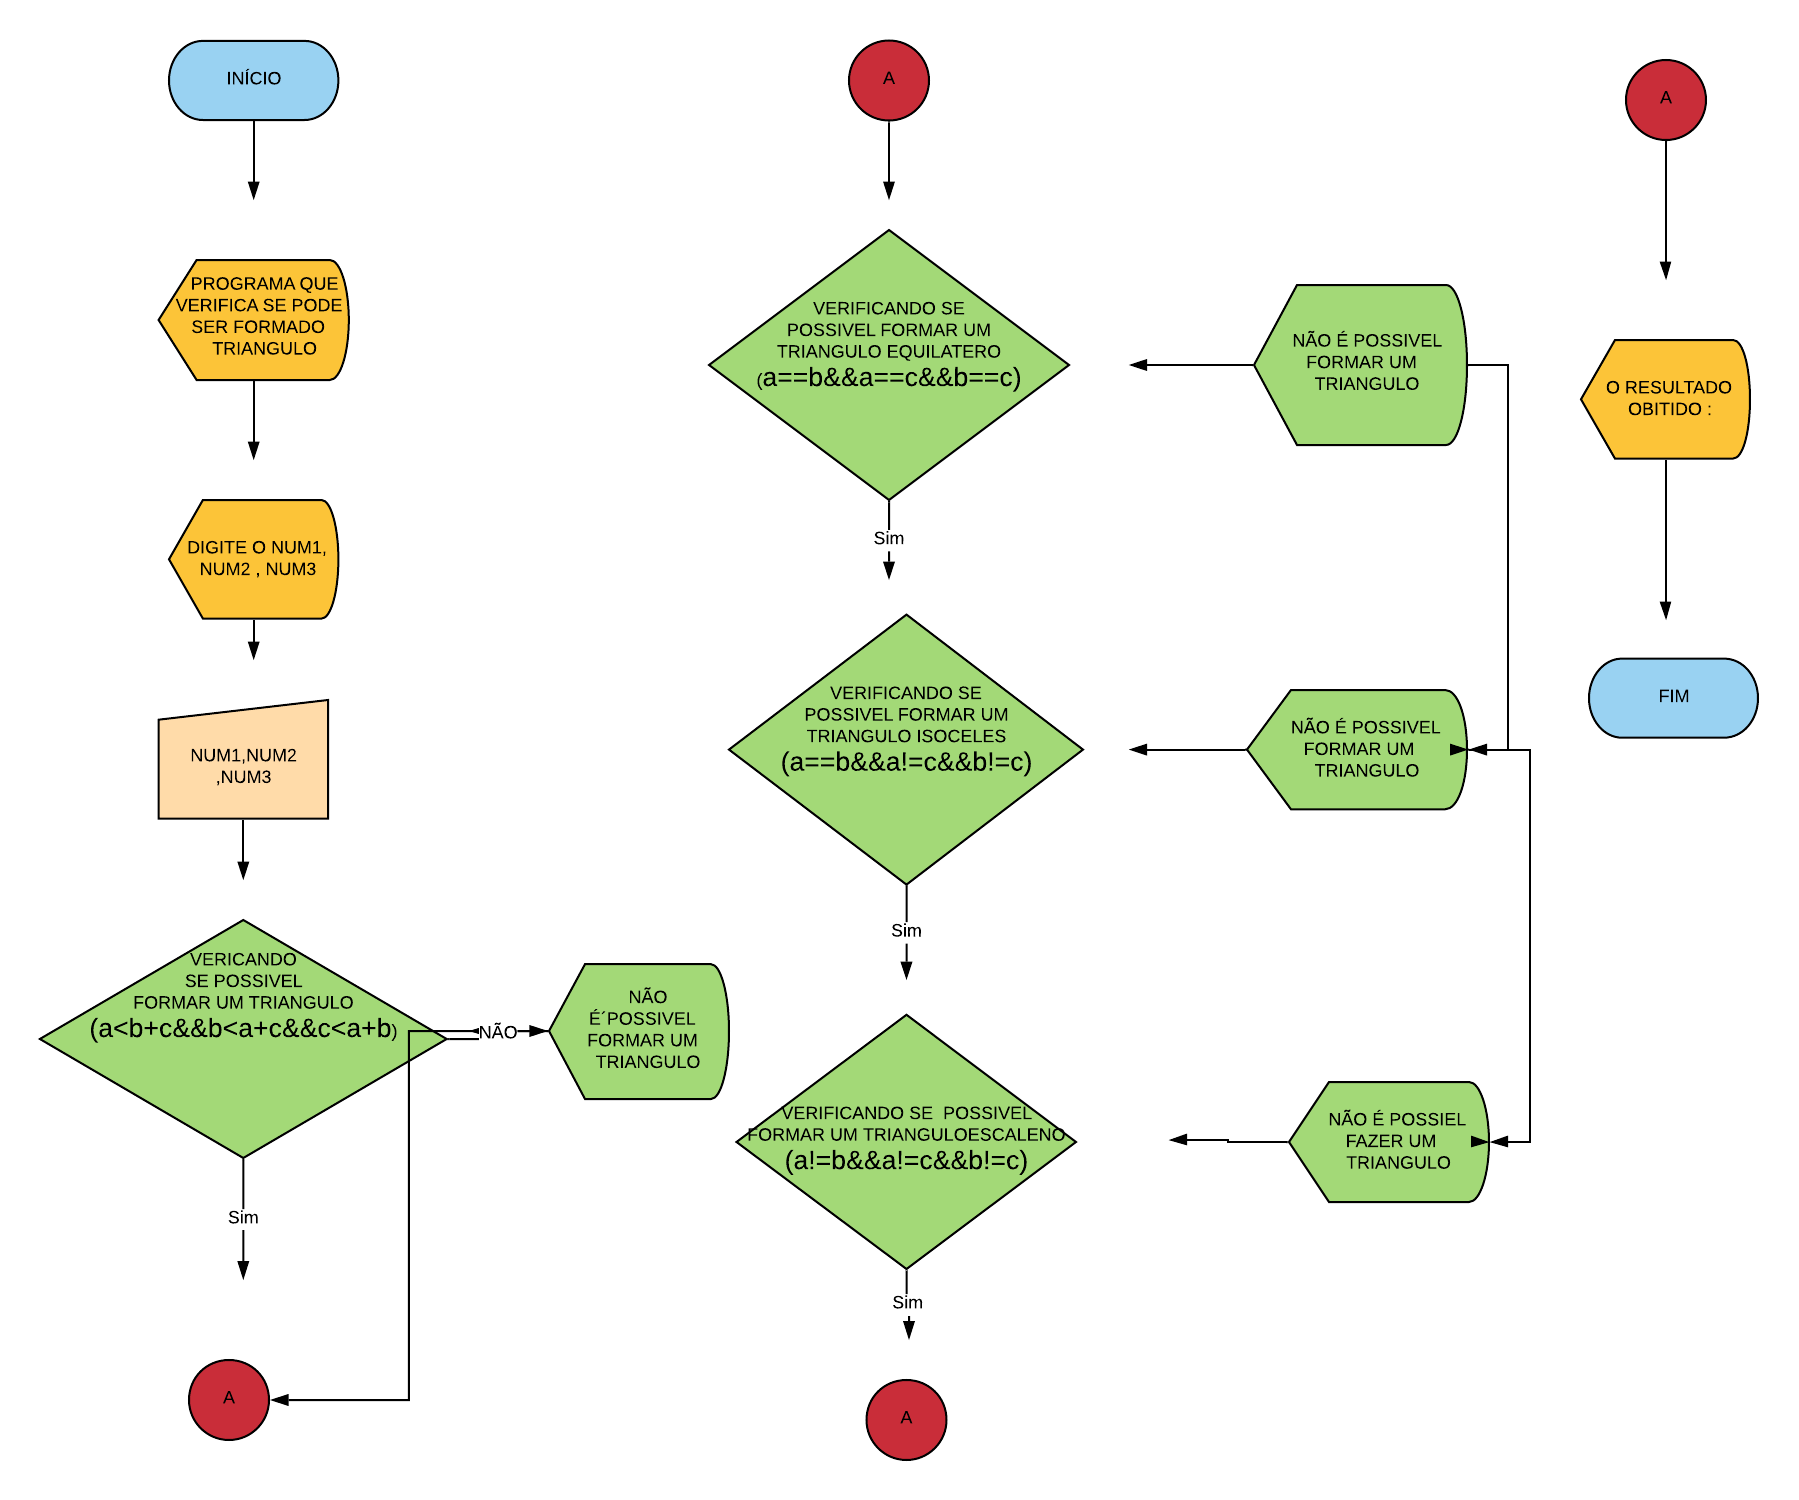 INÍCIO
PROGRAMA QUE
VERIFICA SE PODE
SER FORMADO
TRIANGULO
DIGITE O NUM1,
NUM2 , NUM3
NUM1,NUM2
,NUM3
VERICANDO
SE POSSIVEL
FORMAR UM TRIANGULO
(a<b+c&&b<a+c&&c<a+b)
NÃO
NÃO
É´POSSIVEL
FORMAR UM
TRIANGULO
Sim
A
A
VERIFICANDO SE
POSSIVEL FORMAR UM
TRIANGULO EQUILATERO
(a==b&&a==c&&b==c)
NÃO É POSSIVEL
FORMAR UM
TRIANGULO
Sim
VERIFICANDO SE
POSSIVEL FORMAR UM
TRIANGULO ISOCELES
(a==b&&a!=c&&b!=c)
NÃO É POSSIVEL
FORMAR UM
TRIANGULO
Sim
VERIFICANDO SE  POSSIVEL
FORMAR UM TRIANGULOESCALENO
(a!=b&&a!=c&&b!=c)
NÃO É POSSIEL
FAZER UM
TRIANGULO
Sim
A
A
O RESULTADO
OBITIDO :
FIM